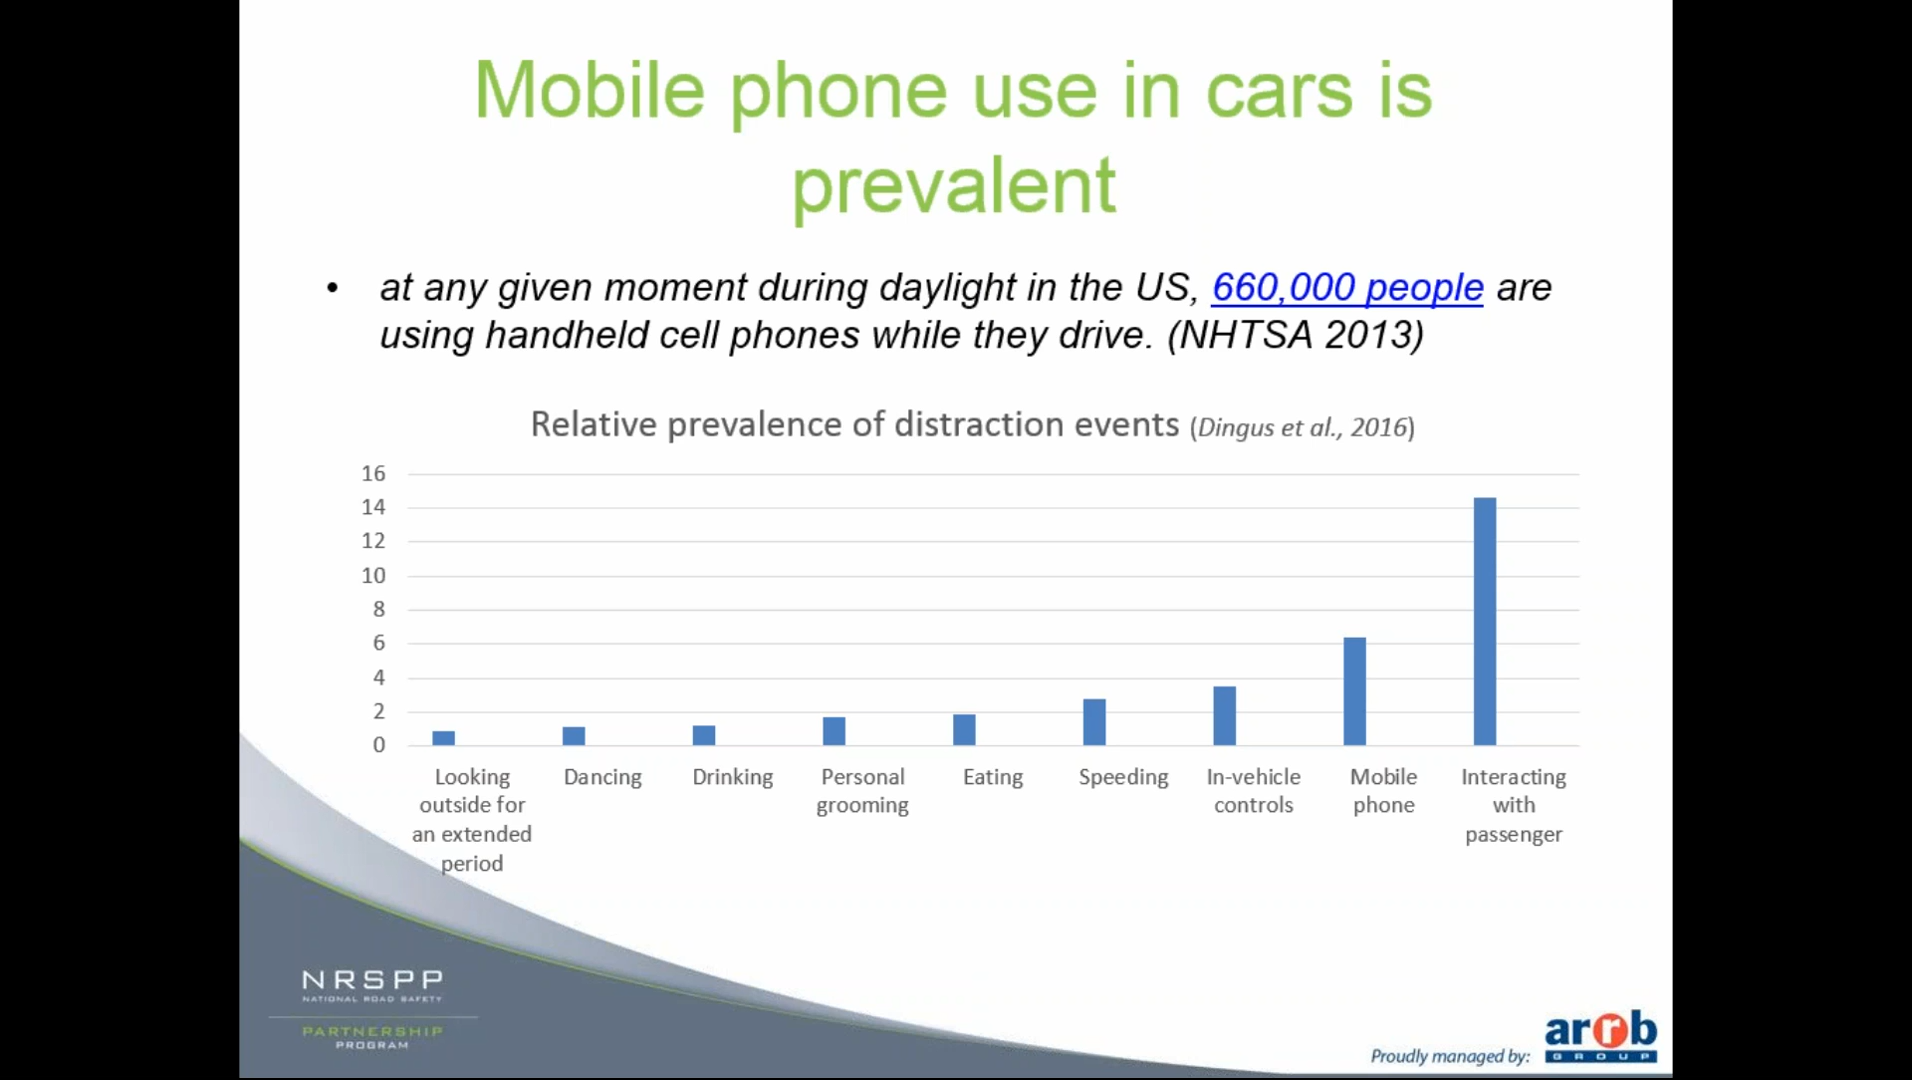 Mobile phone use in cars is
prevalent
• at any given moment during daylight in the US, 660,000 people are
using handheld cell phones while they drive. (NHTSA 2013)
Relative prevalence of distraction events (Dingus et al., 2016)
16
14
12
10
8
6
4
2
0
Looking outside for an extended period
Dancing
Drinking
Personal grooming
Eating
Speeding
In-vehicle controls
Mobile phone
Interacting with passenger
NRSPP
NATIONAL ROAD SAFETY
PARTNERSHIP
PROGRAM
Proudly managed by:
arrb
GROUP